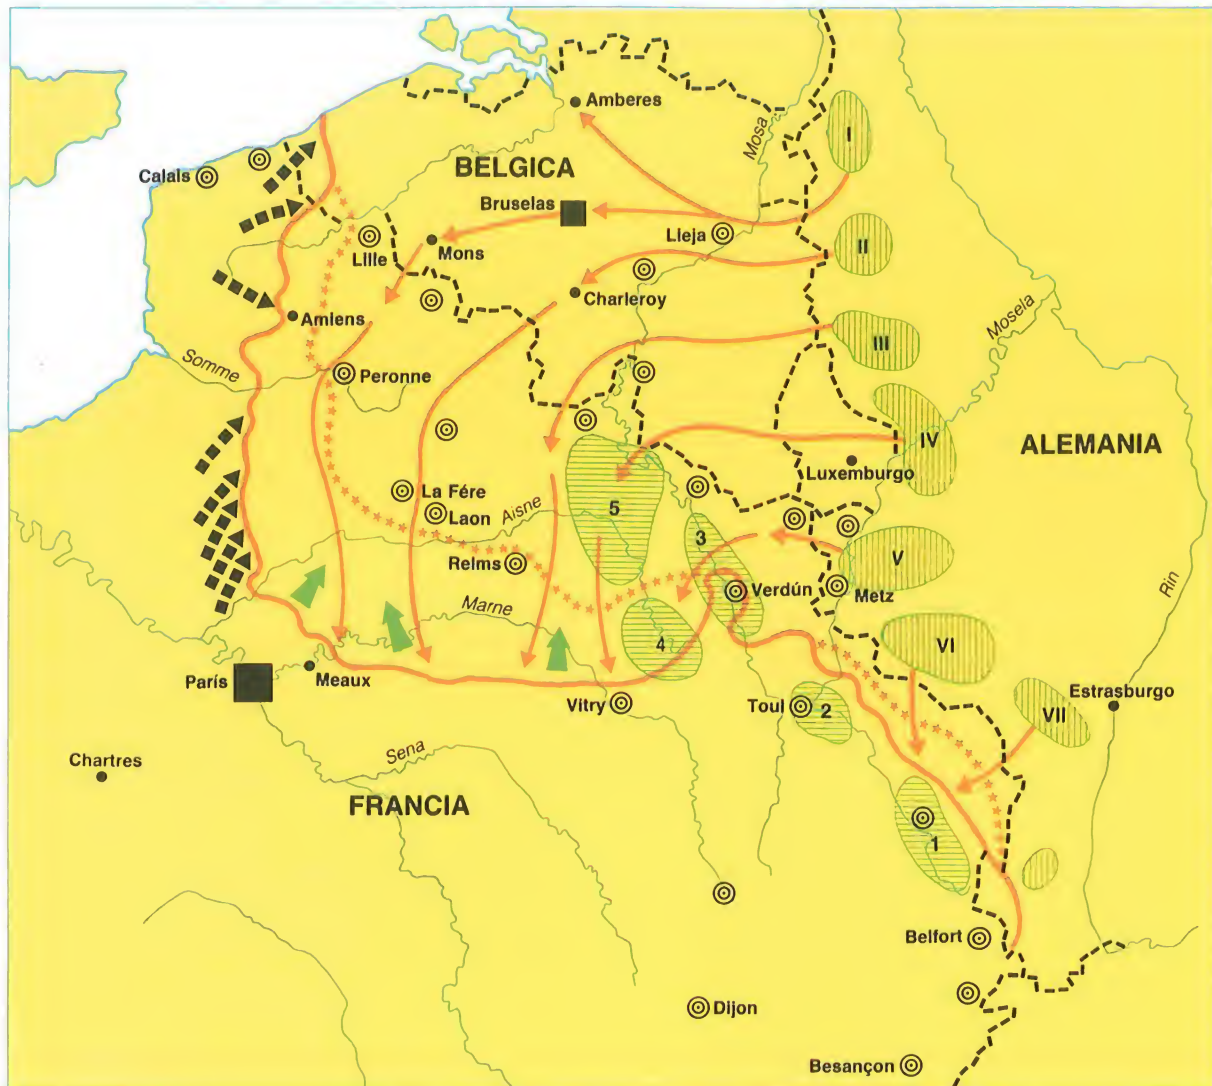 Amberes
Mosa
I
Calais
BELGICA
Bruselas
Lieja
II
Lille
Mons
Charleroy
Mosela
Amiens
III
Somme
Peronne
IV
ALEMANIA
Luxemburgo
La Fére
Laon
Aisne
5
3
Reims
V
Verdún
Metz
Rin
Marne
4
VI
París
Meaux
Vitry
Toul
2
VII
Estrasburgo
Sena
Chartres
FRANCIA
1
Belfort
Dijon
Besançon